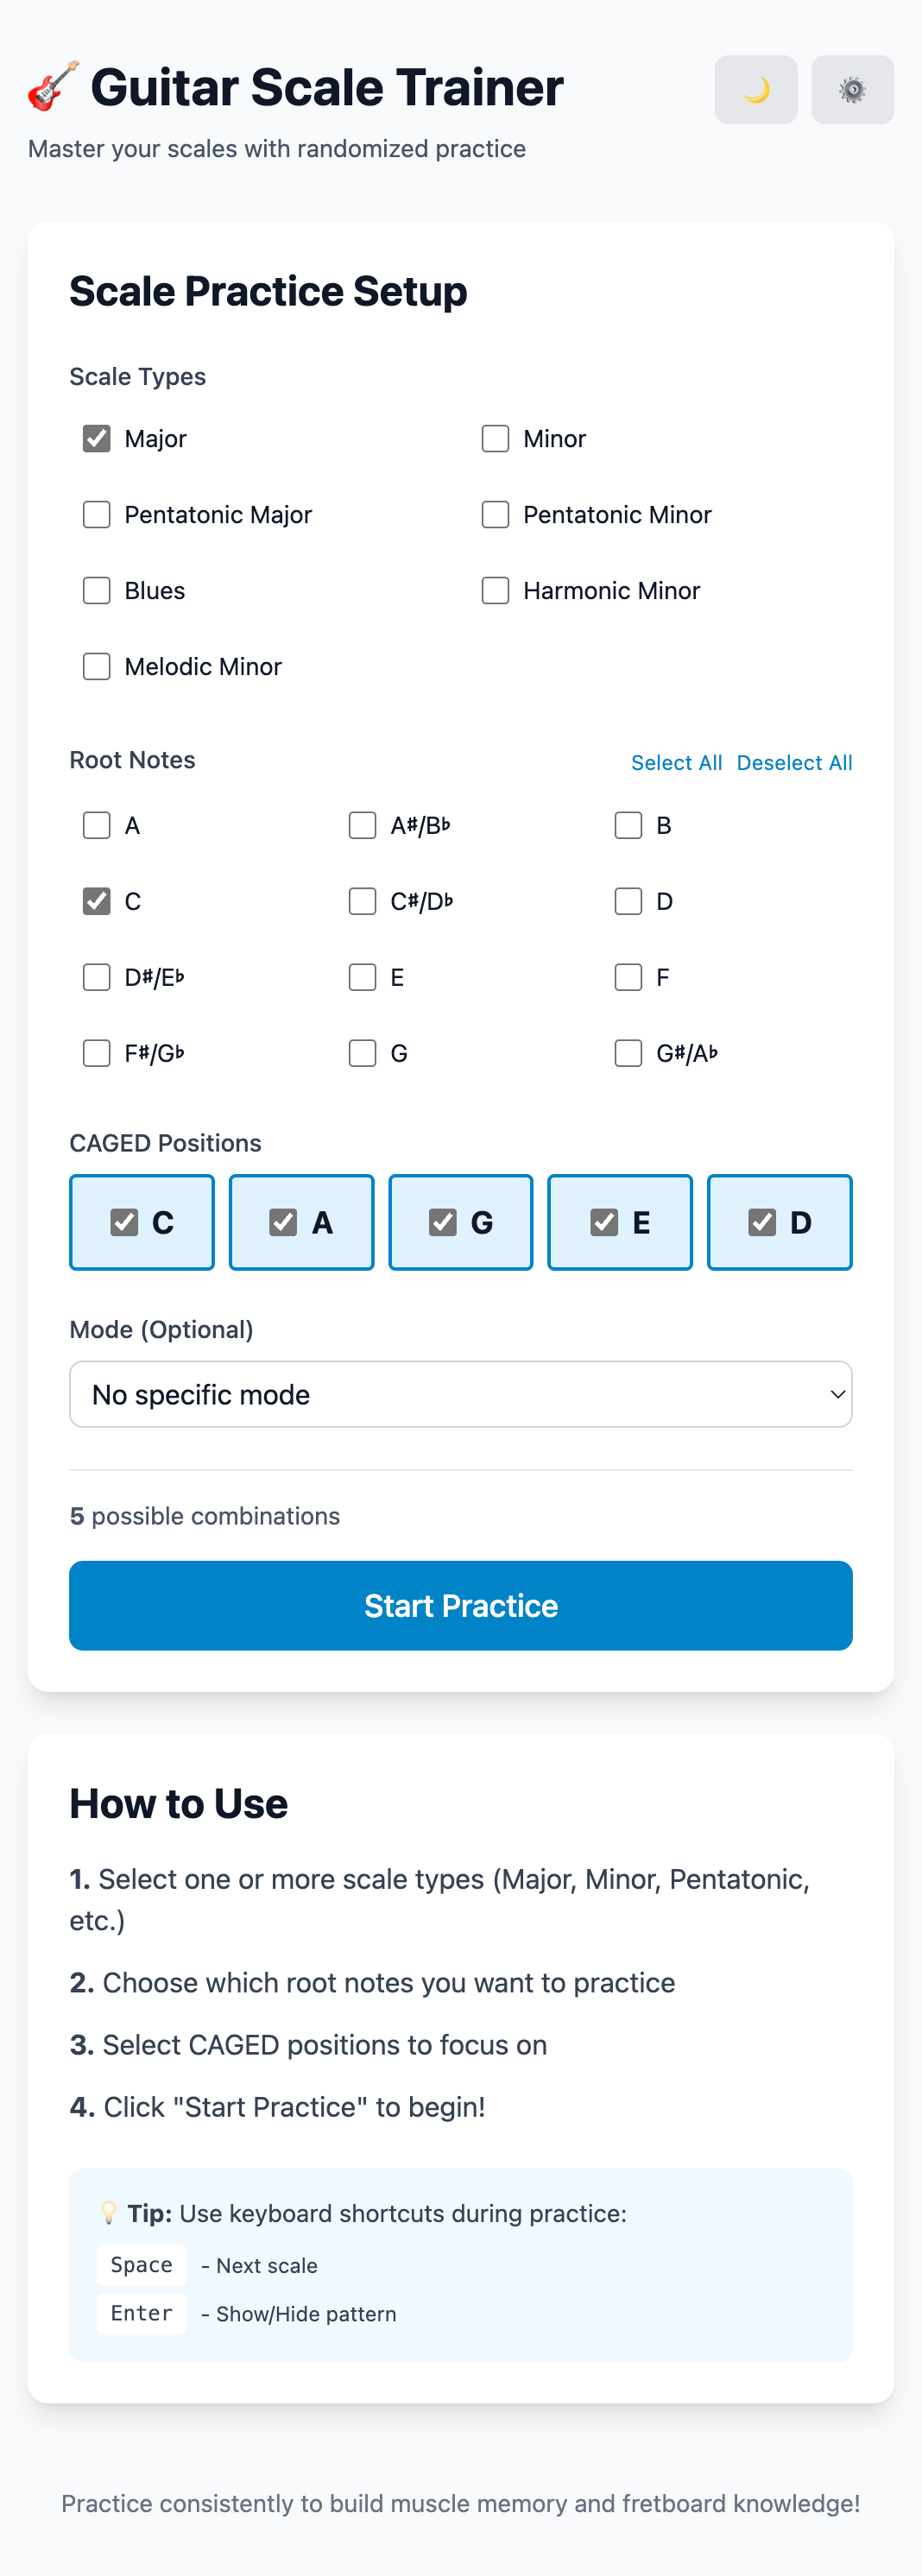 Guitar Scale Trainer
Master your scales with randomized practice
Scale Practice Setup
Scale Types
Major
Minor
Pentatonic Major
Pentatonic Minor
Blues
Harmonic Minor
Melodic Minor
Root Notes
Select All Deselect All
A
A♯/B♭
B
C
C♯/D♭
D
D♯/E♭
E
F
F♯/G♭
G
G♯/A♭
CAGED Positions
C
A
G
E
D
Mode (Optional)
No specific mode
5 possible combinations
Start Practice
How to Use
1. Select one or more scale types (Major, Minor, Pentatonic,
etc.)
2. Choose which root notes you want to practice
3. Select CAGED positions to focus on
4. Click "Start Practice" to begin!
Tip: Use keyboard shortcuts during practice:
Space - Next scale
Enter - Show/Hide pattern
Practice consistently to build muscle memory and fretboard knowledge!